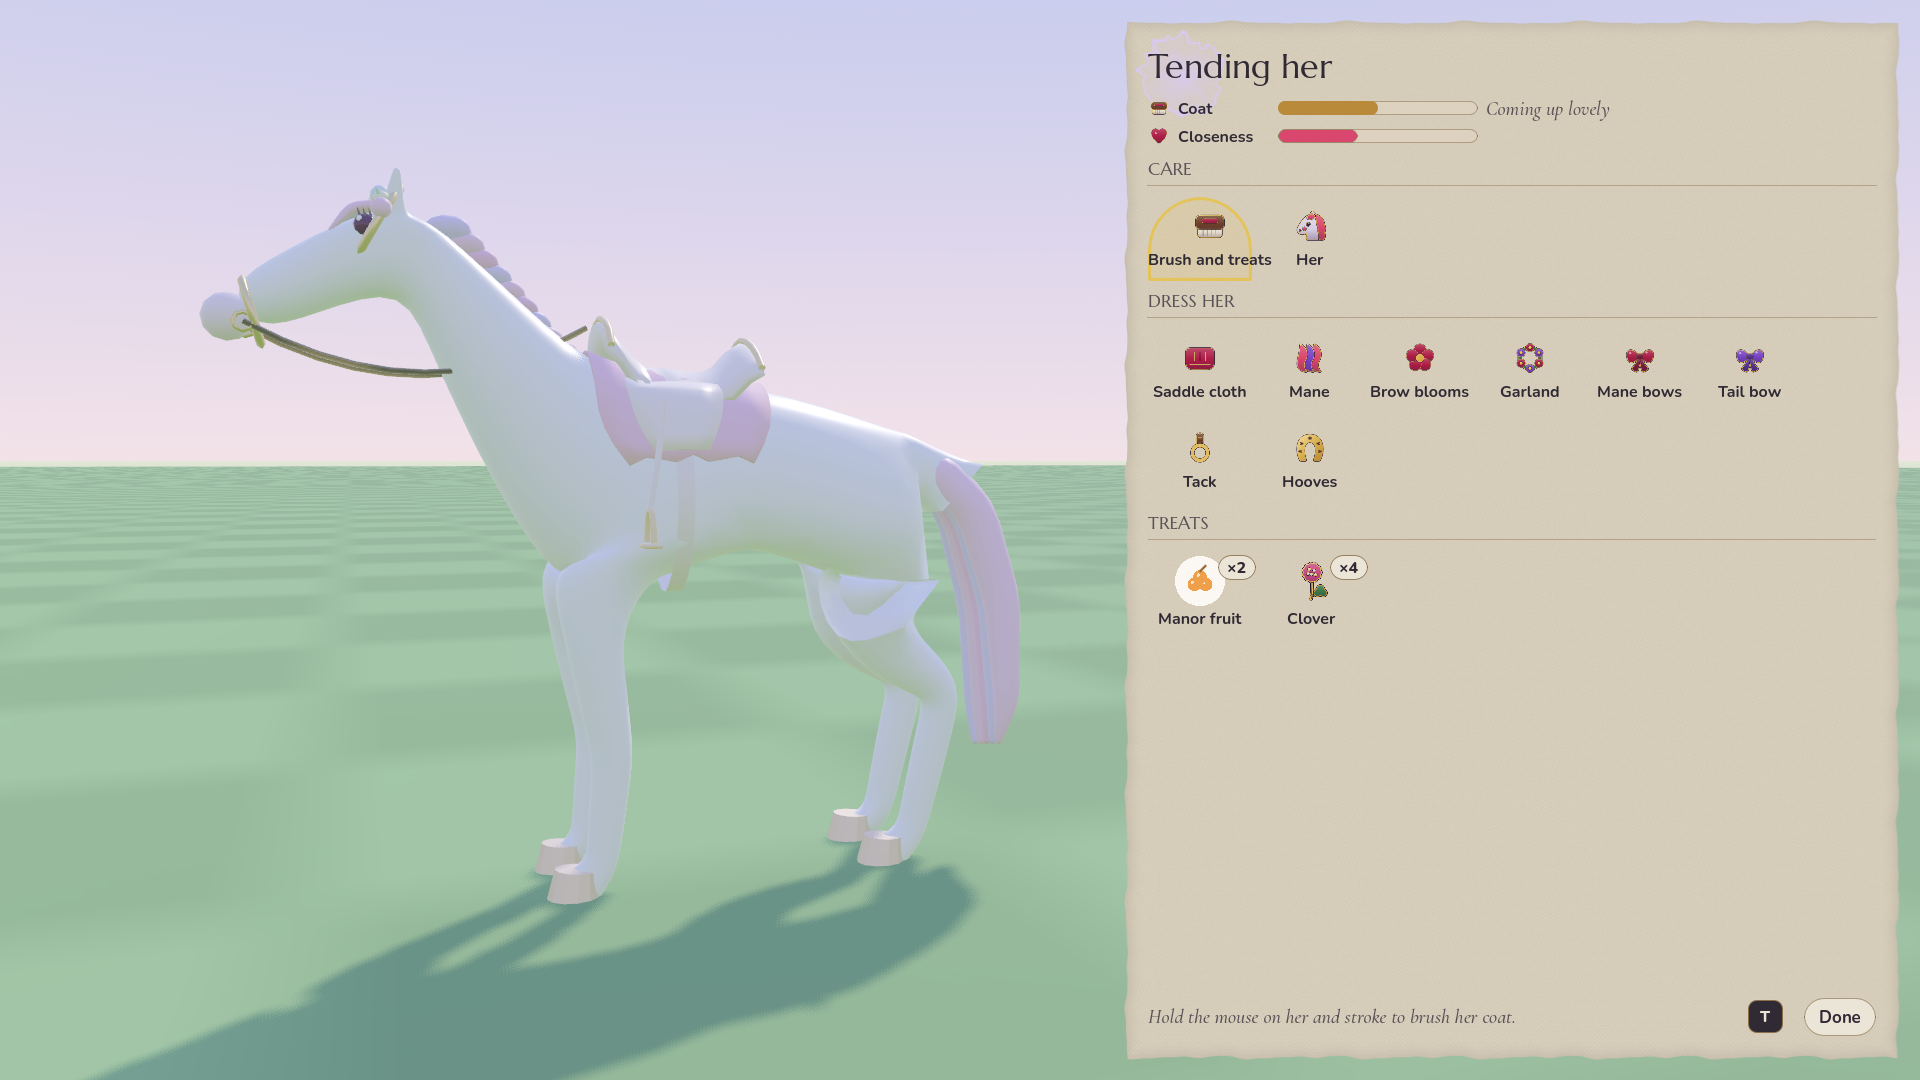 Tending her
Coat
Coming up lovely
Closeness
CARE
Brush and treats
Her
DRESS HER
Saddle cloth
Mane
Brow blooms
Garland
Mane bows
Tail bow
Tack
Hooves
TREATS
×2
×4
Manor fruit
Clover
Hold the mouse on her and stroke to brush her coat.
T
Done